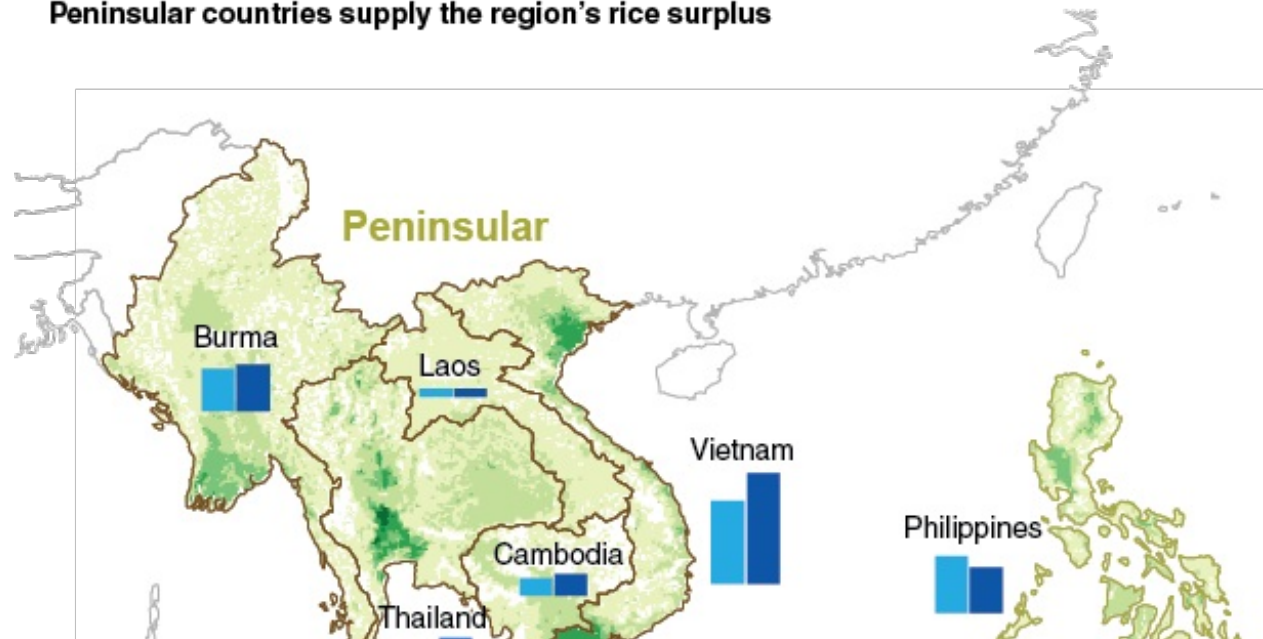 Peninsular countries supply the region's rice surplus
Peninsular
Burma
Laos
Vietnam
Philippines
Cambodia
Thailand